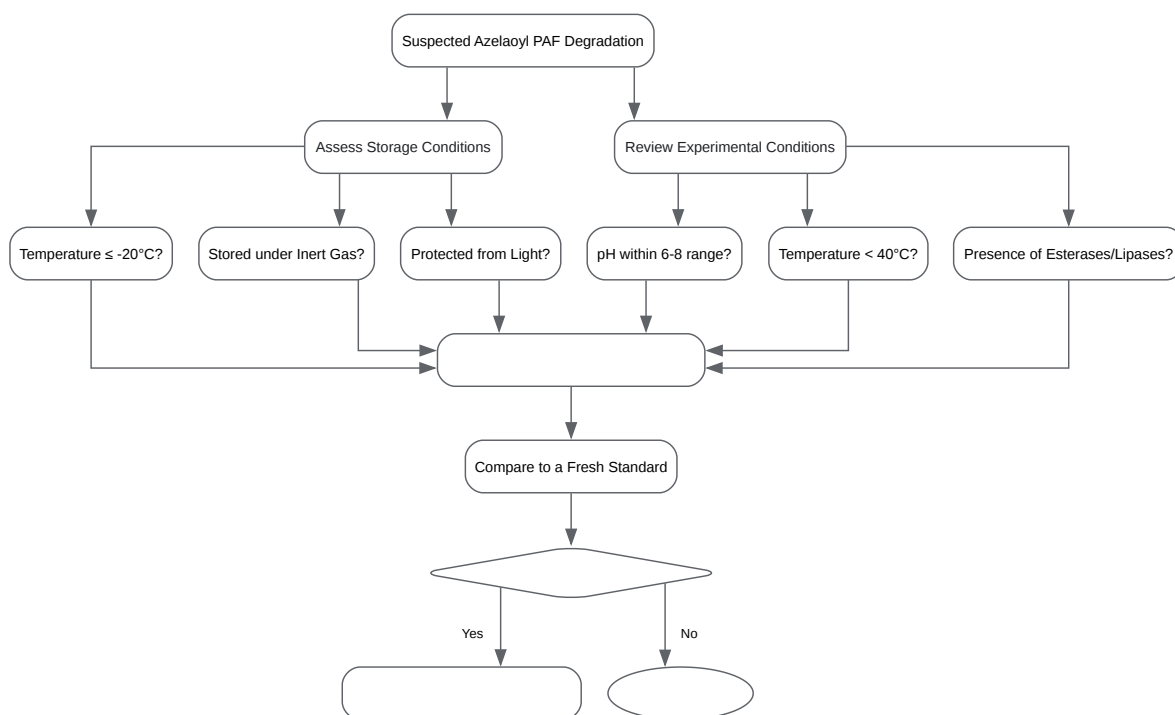 Suspected Azelaoyl PAF Degradation
Assess Storage Conditions
Review Experimental Conditions
Temperature ≤ -20°C?
Stored under Inert Gas?
Protected from Light?
pH within 6-8 range?
Temperature < 40°C?
Presence of Esterases/Lipases?
Compare to a Fresh Standard
Yes
No